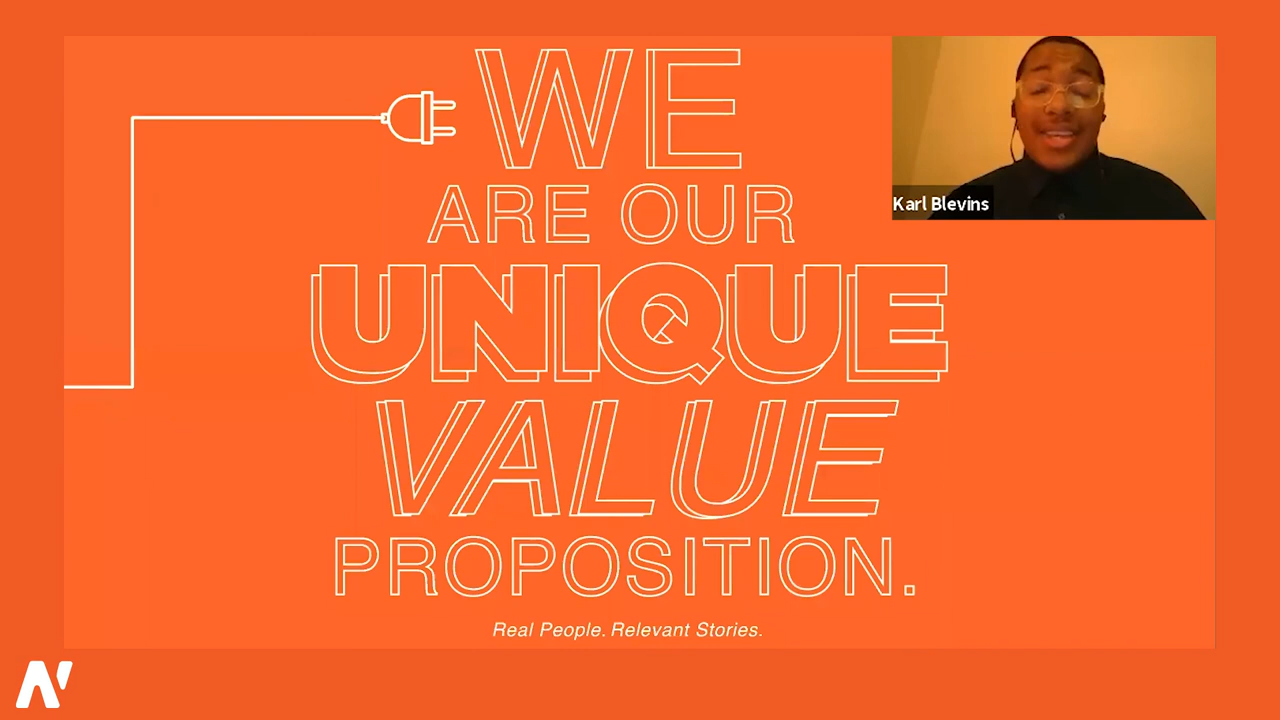 WE
ARE OUR
UNIQUE
VALUE
PROPOSITION.
Real People. Relevant Stories.
Karl Blevins